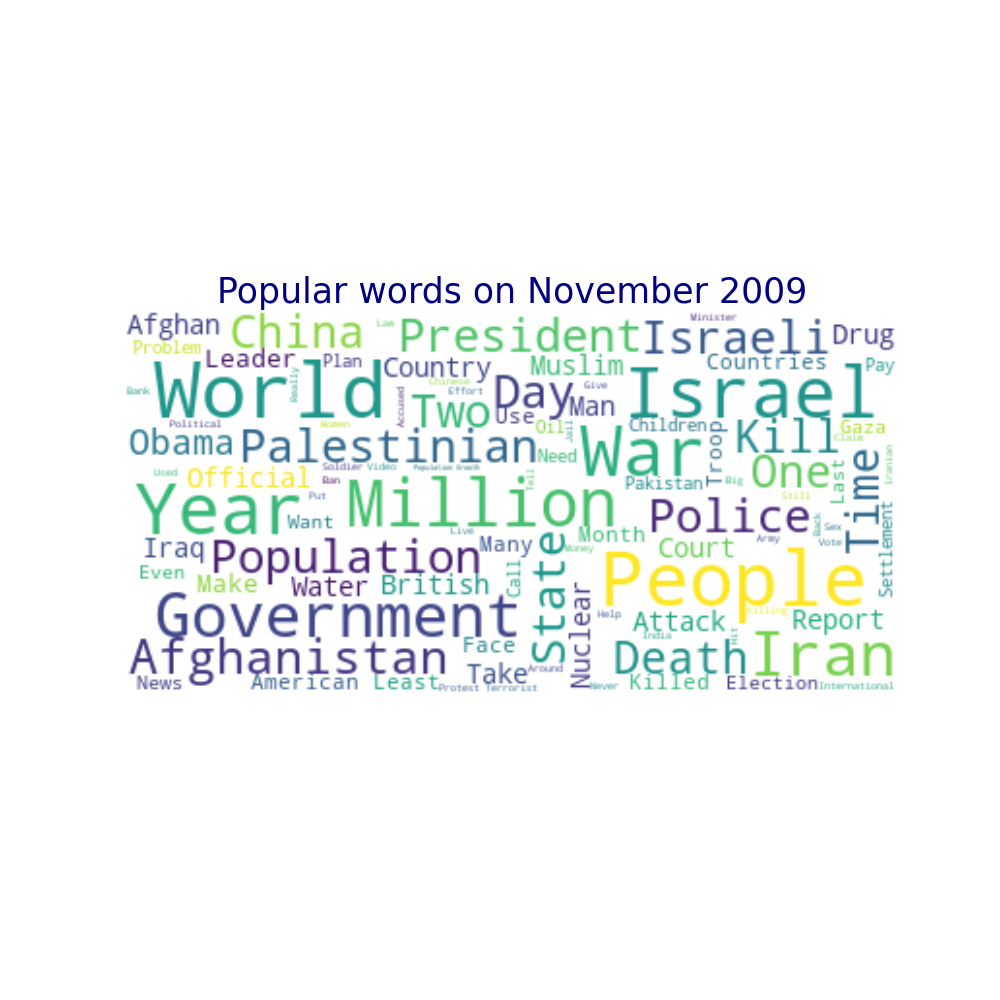 Popular words on November 2009
Afghan China Law President Minister Israeli Drug
Problem Leader Plan Country Muslim Countries Pay
Bank World Really Accused Chinese Effort Day Give Israel
Political Women Two Use Man Oil Jail Children Gaza
Obama Palestinian Need War Troop Kill Claim
Used Official Soldier Video Population Growth Tell Pakistan Big One Last Iranian
Ban Put Million Still Time
Year Want Live Month Police Back Sex Settlement
Iraq Population Many Money Court Army Vote
Even Make Water British Call State People
Government Nuclear Help Killing Attack Report
Afghanistan Face India Hit Death Iran
News American Least Take Around Protest Terrorist Never Killed Election International